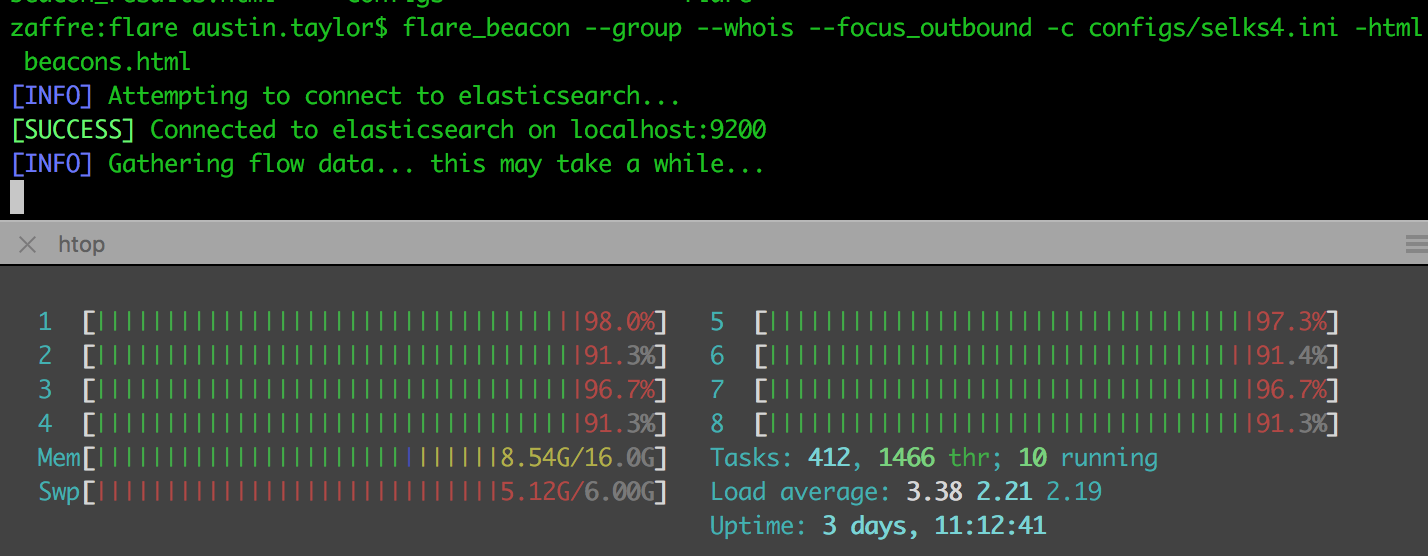 zaffre:flare austin.taylor$ flare_beacon --group --whois --focus_outbound -c configs/selks4.ini -html
beacons.html
[INFO] Attempting to connect to elasticsearch...
[SUCCESS] Connected to elasticsearch on localhost:9200
[INFO] Gathering flow data... this may take a while...
htop
1 [98.0%] 5 [97.3%]
2 [91.3%] 6 [91.4%]
3 [96.7%] 7 [96.7%]
4 [91.3%] 8 [91.3%]
Mem[8.54G/16.0G] Tasks: 412, 1466 thr; 10 running
Swp[5.12G/6.00G] Load average: 3.38 2.21 2.19
Uptime: 3 days, 11:12:41